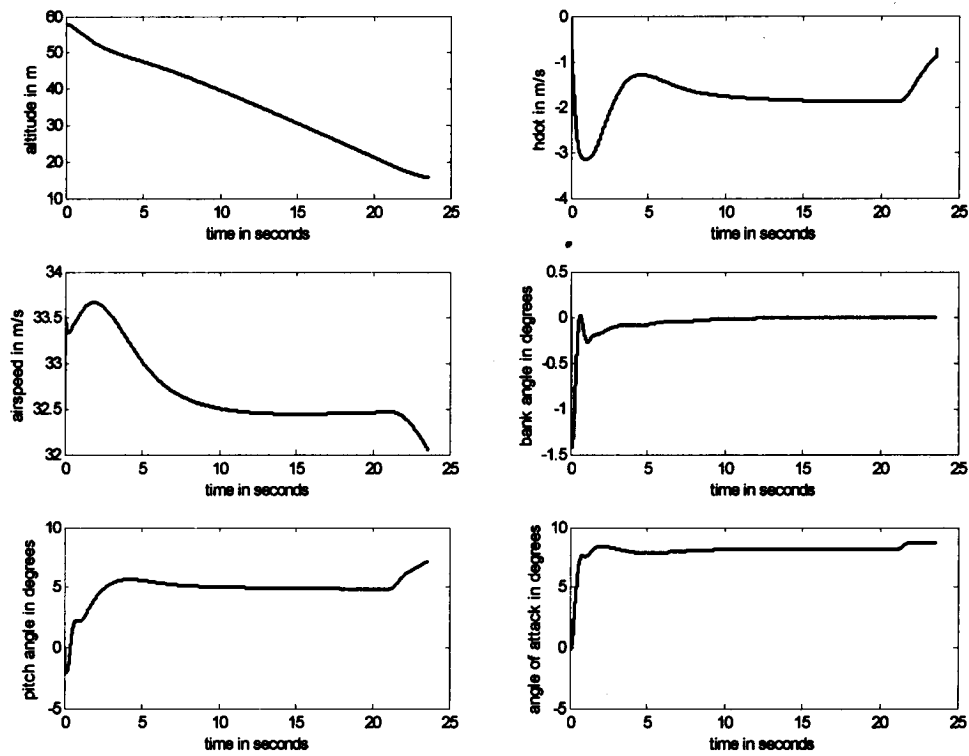 60
50
40
30
20
10
altitude in m
0 5 10 15 20 25
time in seconds
0
-1
-2
-3
-4
hdot in m/s
0 5 10 15 20 25
time in seconds
34
33.5
33
32.5
32
airspeed in m/s
0 5 10 15 20 25
time in seconds
0.5
0
-0.5
-1
-1.5
bank angle in degrees
0 5 10 15 20 25
time in seconds
10
5
0
-5
pitch angle in degrees
0 5 10 15 20 25
time in seconds
10
5
0
-5
angle of attack in degrees
0 5 10 15 20 25
time in seconds